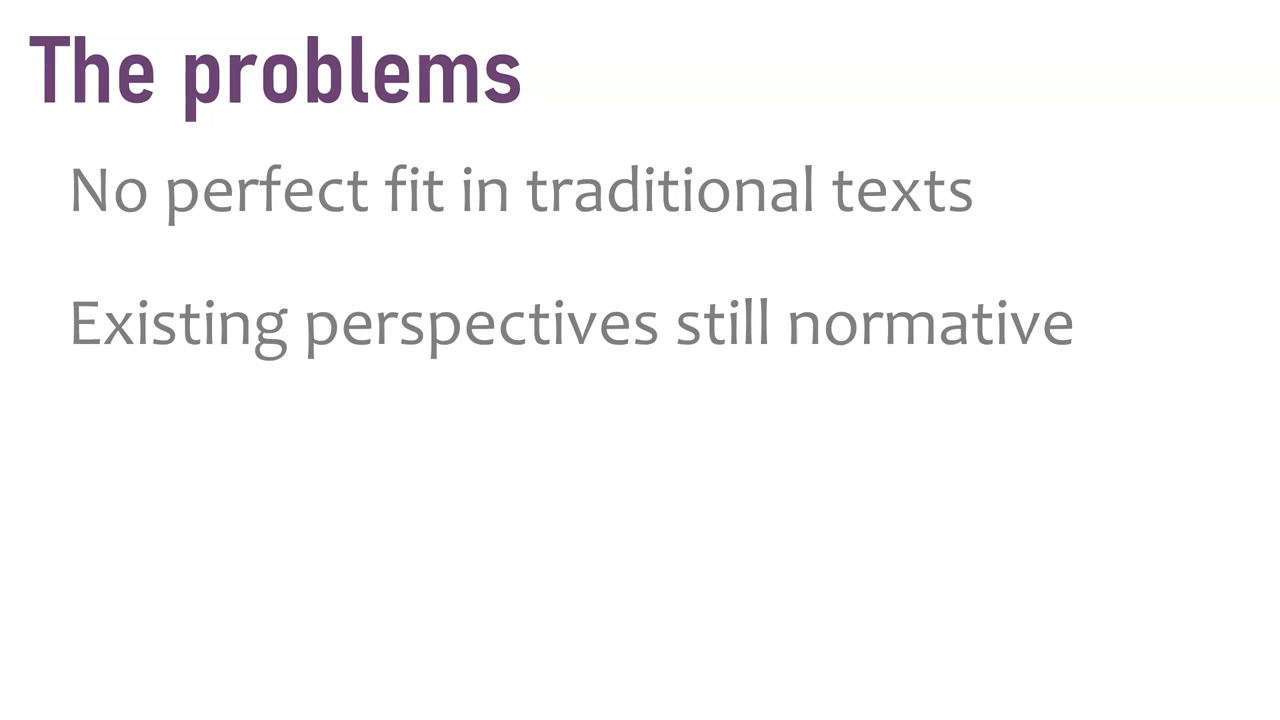 The problems
No perfect fit in traditional texts
Existing perspectives still normative